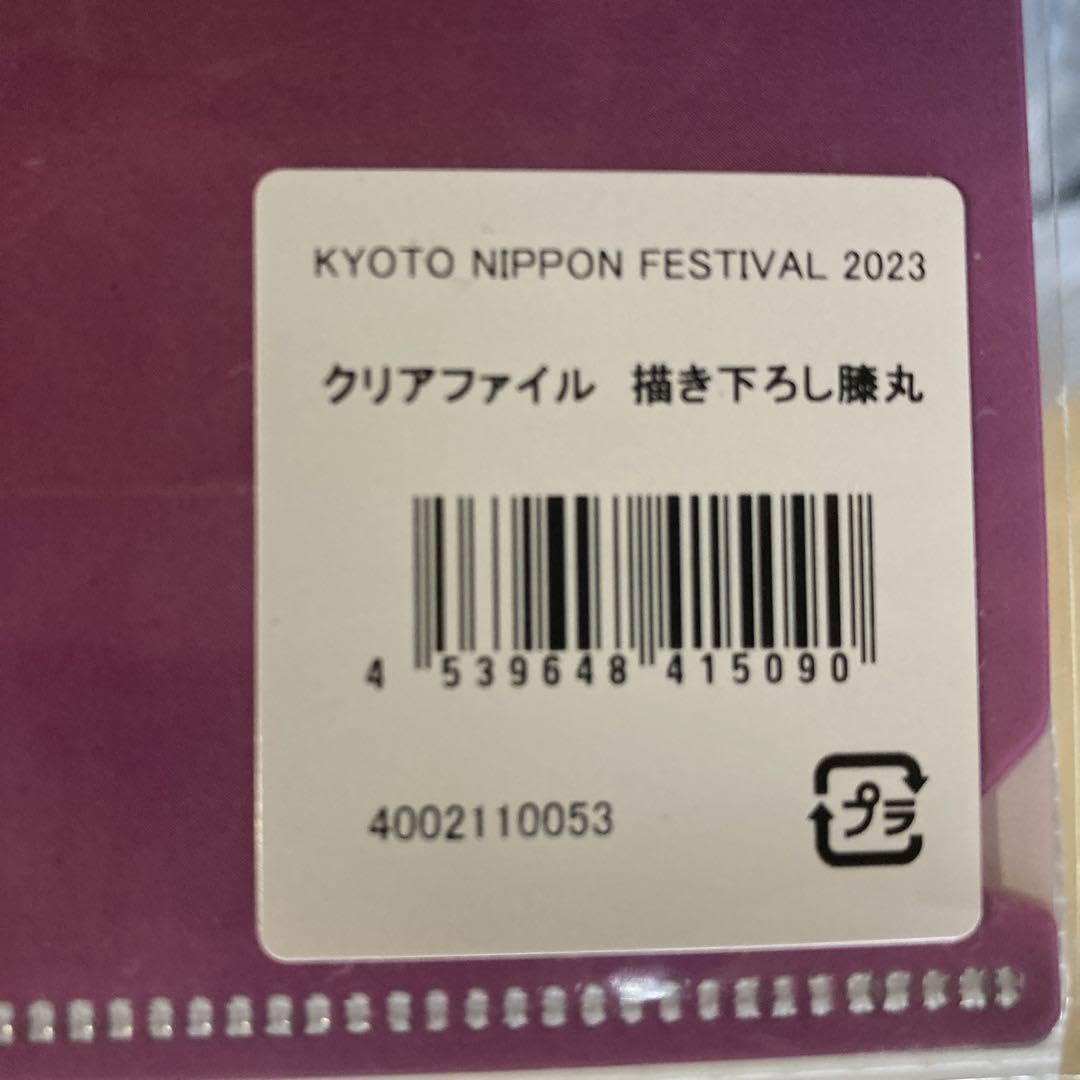 KYOTO NIPPON FESTIVAL 2023
クリアファイル 描き下ろし膝丸
4 539648 415090
4002110053
プラ